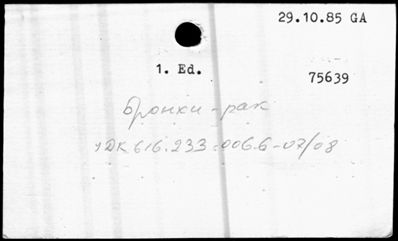 29.10.85 GA
1. Ed.
75639
Бронхи - рак
УДК 616.233-006.6-07/08